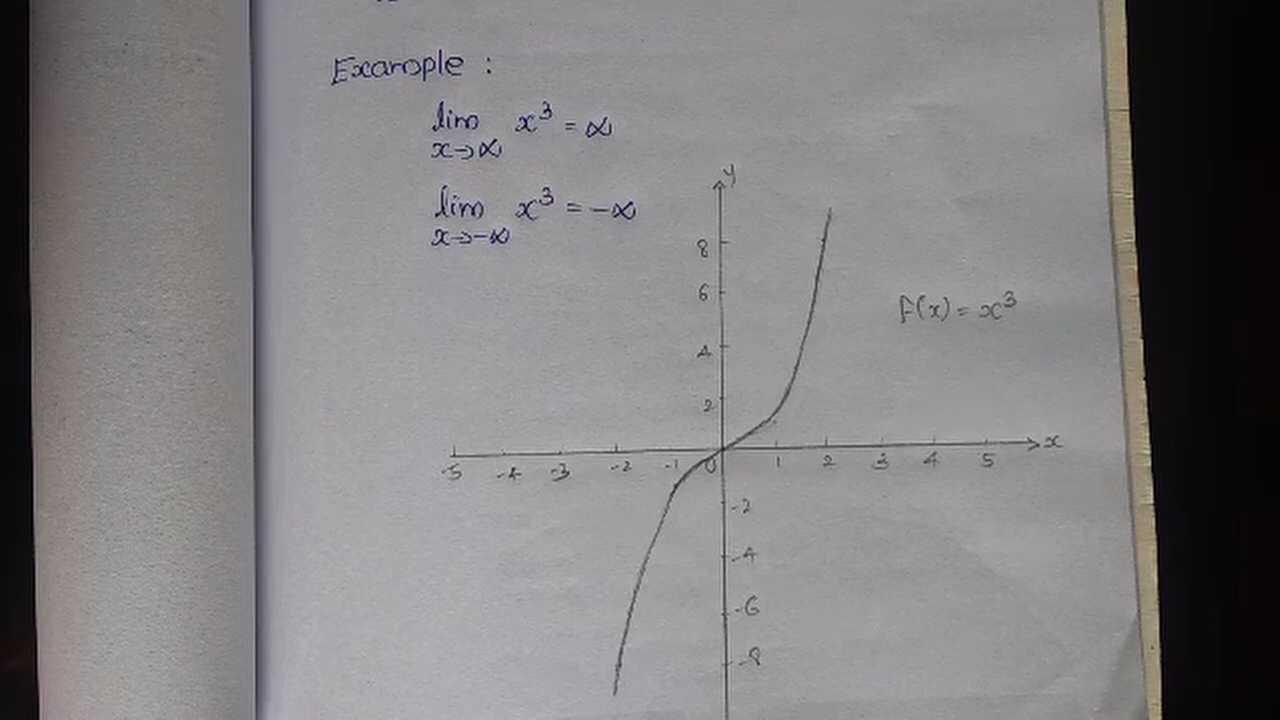 Example :
lim x³ = ∞
x→∞
lim x³ = -∞
x→-∞
y
8
6
4
2
f(x) = x³
-5 -4 -3 -2 -1 0 1 2 3 4 5 x
-2
-4
-6
-8